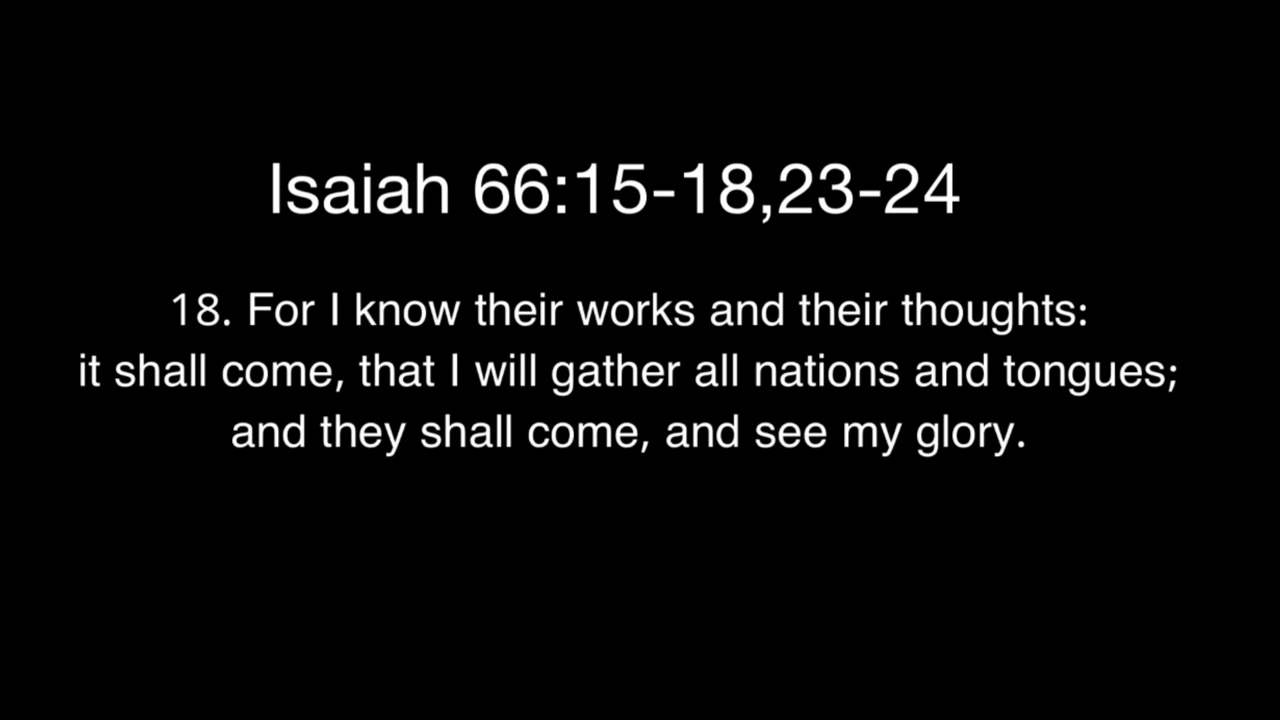 Isaiah 66:15-18,23-24
18. For I know their works and their thoughts:
it shall come, that I will gather all nations and tongues;
and they shall come, and see my glory.